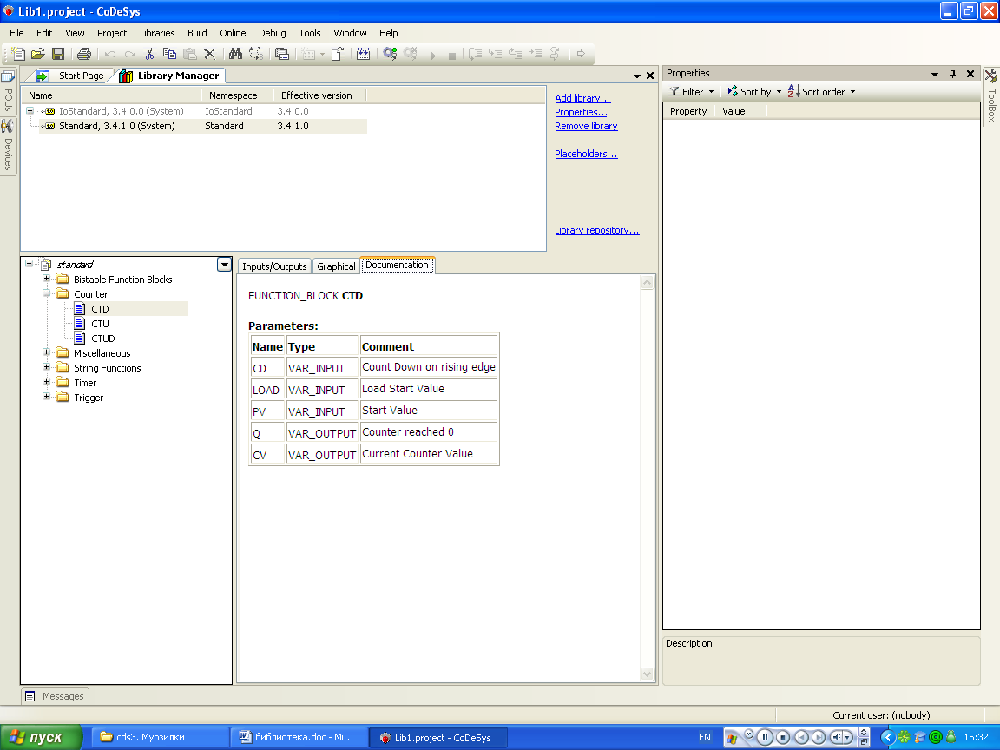 Lib1.project - CoDeSys
File Edit View Project Libraries Build Online Debug Tools Window Help
Start Page Library Manager
POUs
Devices
Name Namespace Effective version
IoStandard, 3.4.0.0 (System) IoStandard 3.4.0.0
Standard, 3.4.1.0 (System) Standard 3.4.1.0
Add library...
Properties...
Remove library
Placeholders...
Library repository...
standard
Bistable Function Blocks
Counter
CTD
CTU
CTUD
Miscellaneous
String Functions
Timer
Trigger
Inputs/Outputs Graphical Documentation
FUNCTION_BLOCK CTD
Parameters:
Name Type Comment
CD VAR_INPUT Count Down on rising edge
LOAD VAR_INPUT Load Start Value
PV VAR_INPUT Start Value
Q VAR_OUTPUT Counter reached 0
CV VAR_OUTPUT Current Counter Value
Properties
Filter Sort by Sort order
Property Value
Description
ToolBox
Messages
Current user: (nobody)
пуск cds3. Мурзилки библиотека.doc - Mi... Lib1.project - CoDeSys EN 15:32